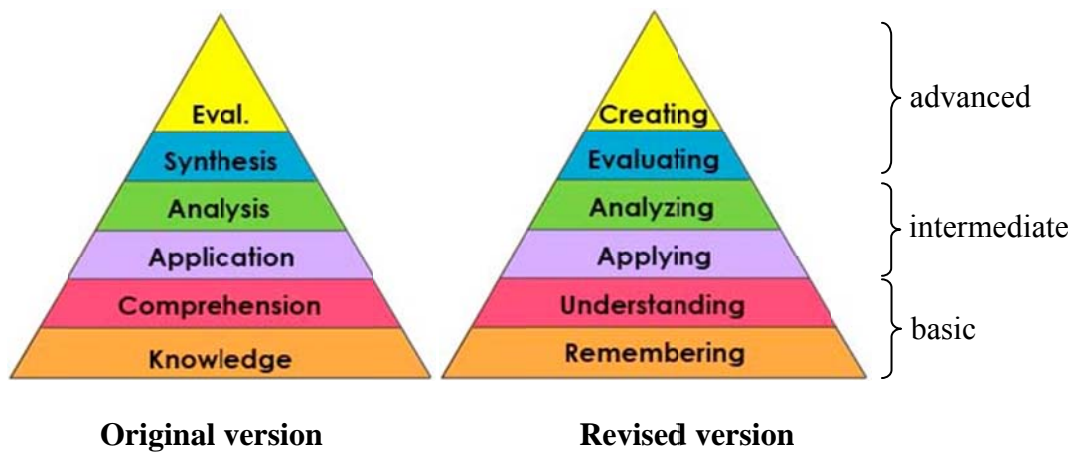 Eval.
Synthesis
Analysis
Application
Comprehension
Knowledge
Original version
Creating
Evaluating
Analyzing
Applying
Understanding
Remembering
Revised version
advanced
intermediate
basic